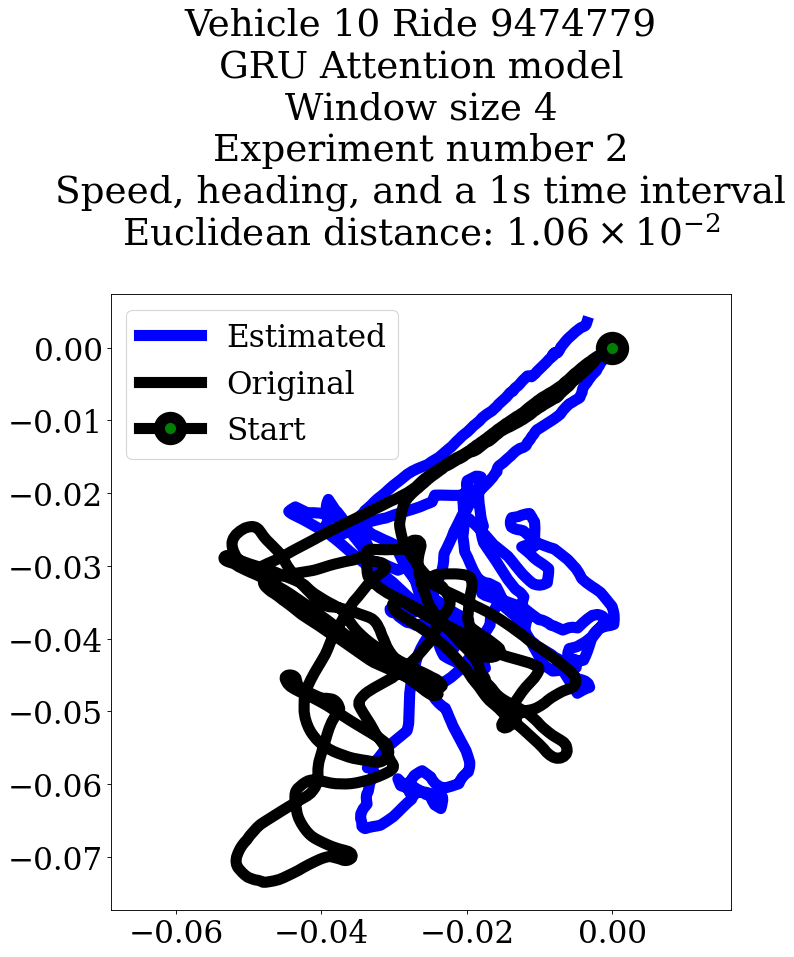 Vehicle 10 Ride 9474779
GRU Attention model
Window size 4
Experiment number 2
Speed, heading, and a 1s time interval
Euclidean distance: 1.06 × 10⁻²
Estimated
Original
Start
0.00
−0.01
−0.02
−0.03
−0.04
−0.05
−0.06
−0.07
−0.06 −0.04 −0.02 0.00